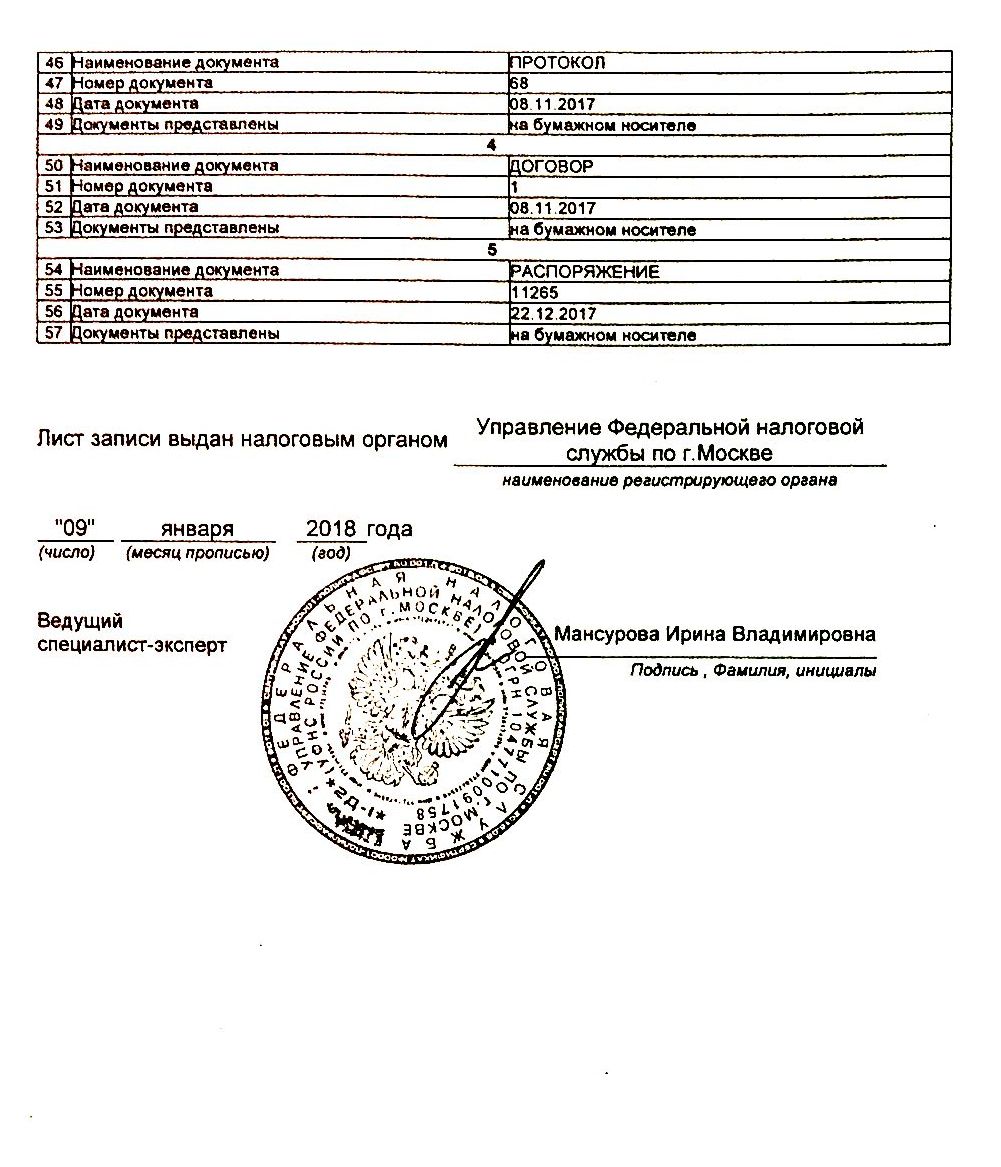 46 Наименование документа ПРОТОКОЛ
47 Номер документа 68
48 Дата документа 08.11.2017
49 Документы представлены на бумажном носителе
4
50 Наименование документа ДОГОВОР
51 Номер документа 1
52 Дата документа 08.11.2017
53 Документы представлены на бумажном носителе
5
54 Наименование документа РАСПОРЯЖЕНИЕ
55 Номер документа 11265
56 Дата документа 22.12.2017
57 Документы представлены на бумажном носителе
Лист записи выдан налоговым органом Управление Федеральной налоговой
службы по г.Москве
наименование регистрирующего органа
"09" января 2018 года
(число) (месяц прописью) (год)
Ведущий
специалист-эксперт
Мансурова Ирина Владимировна
Подпись , Фамилия, инициалы
ФЕДЕРАЛЬНАЯ НАЛОГОВАЯ СЛУЖБА
УПРАВЛЕНИЕ ФЕДЕРАЛЬНОЙ НАЛОГОВОЙ СЛУЖБЫ ПО Г.МОСКВЕ
(УФНС РОССИИ ПО Г.МОСКВЕ) ОГРН 1047710091758